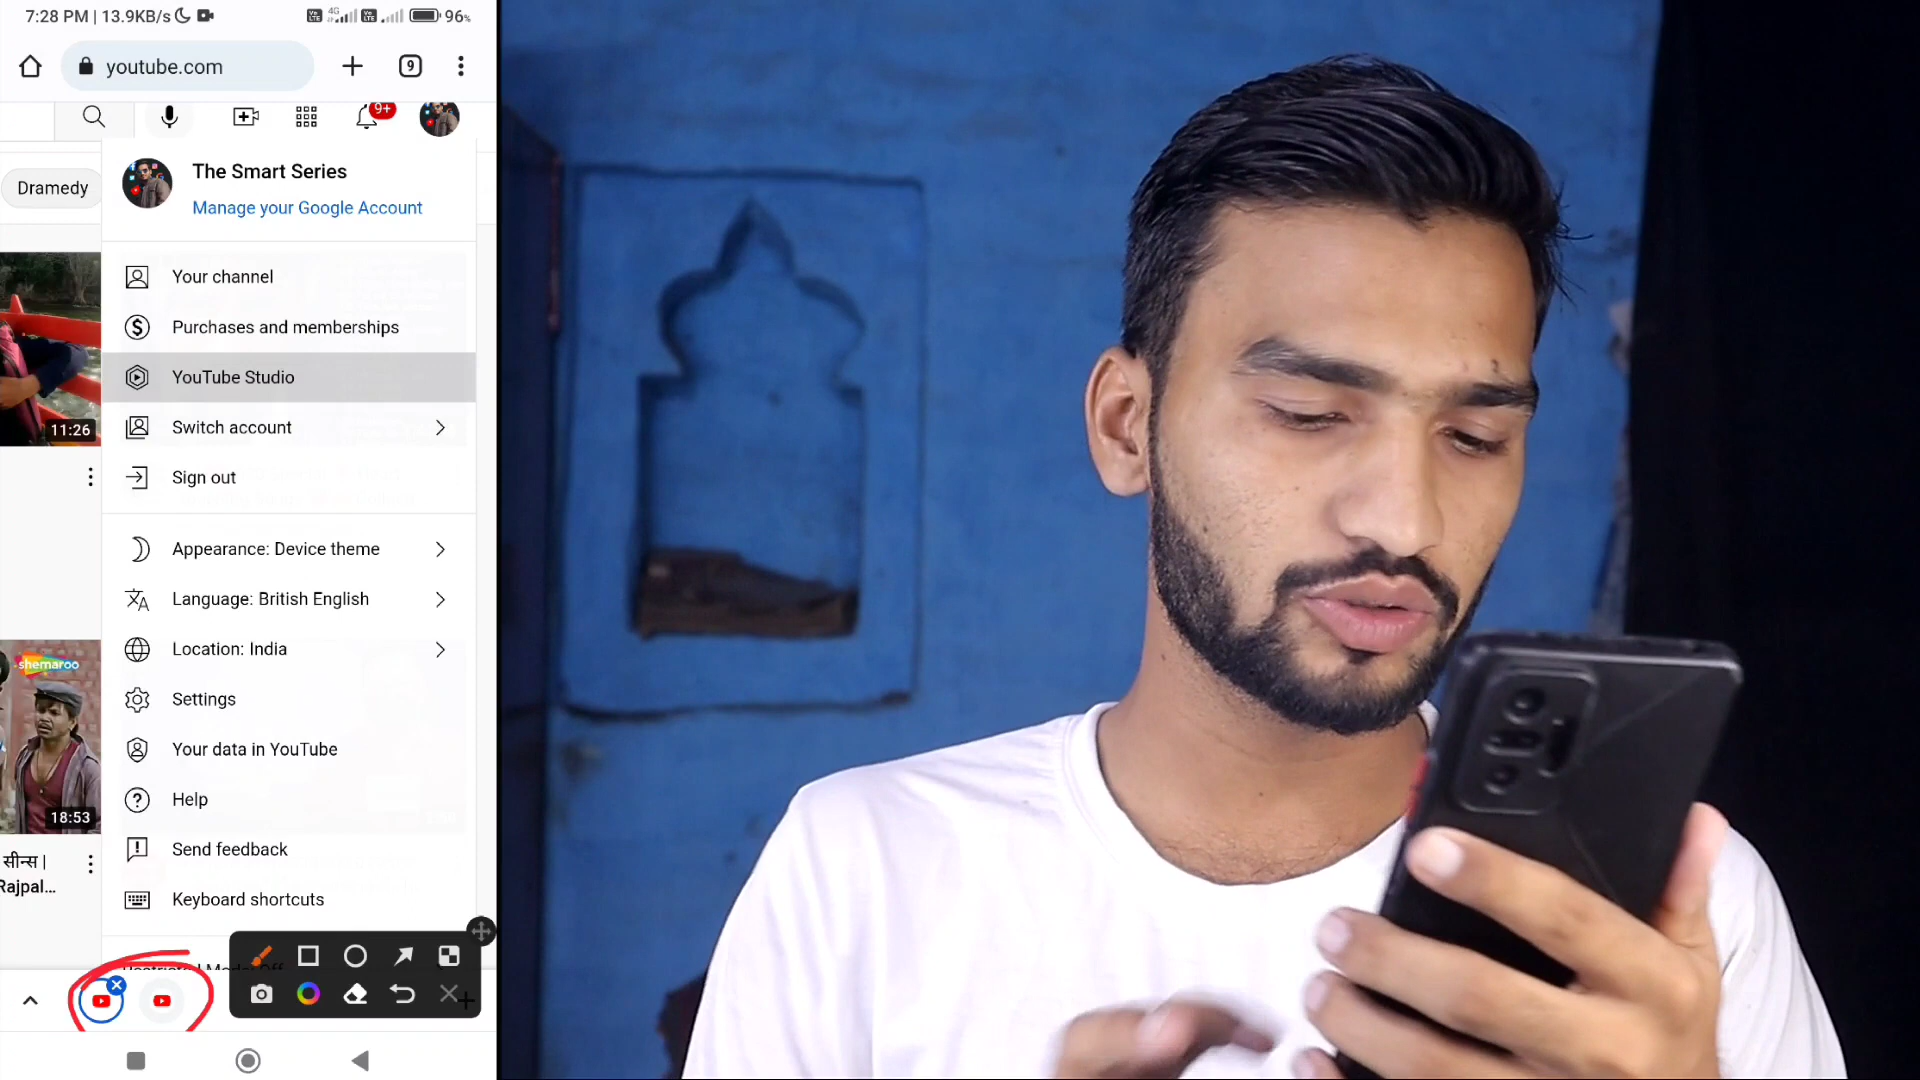 7:28 PM | 13.9KB/s 4G 96%
youtube.com 9
9+
The Smart Series
Manage your Google Account
Dramedy
Your channel
Purchases and memberships
YouTube Studio
11:26
Switch account
Sign out
Appearance: Device theme
Language: British English
Location: India
shemaroo
Settings
Your data in YouTube
Help
18:53
Send feedback
सीन्स |
Rajpal...
Keyboard shortcuts